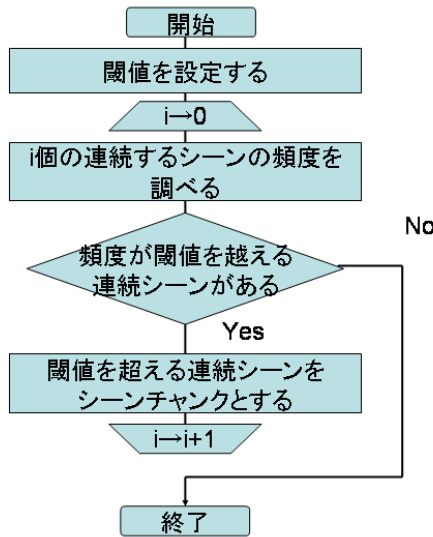 開始
閾値を設定する
i→0
i個の連続するシーンの頻度を
調べる
No
頻度が閾値を越える
連続シーンがある
Yes
閾値を超える連続シーンを
シーンチャンクとする
i→i+1
終了